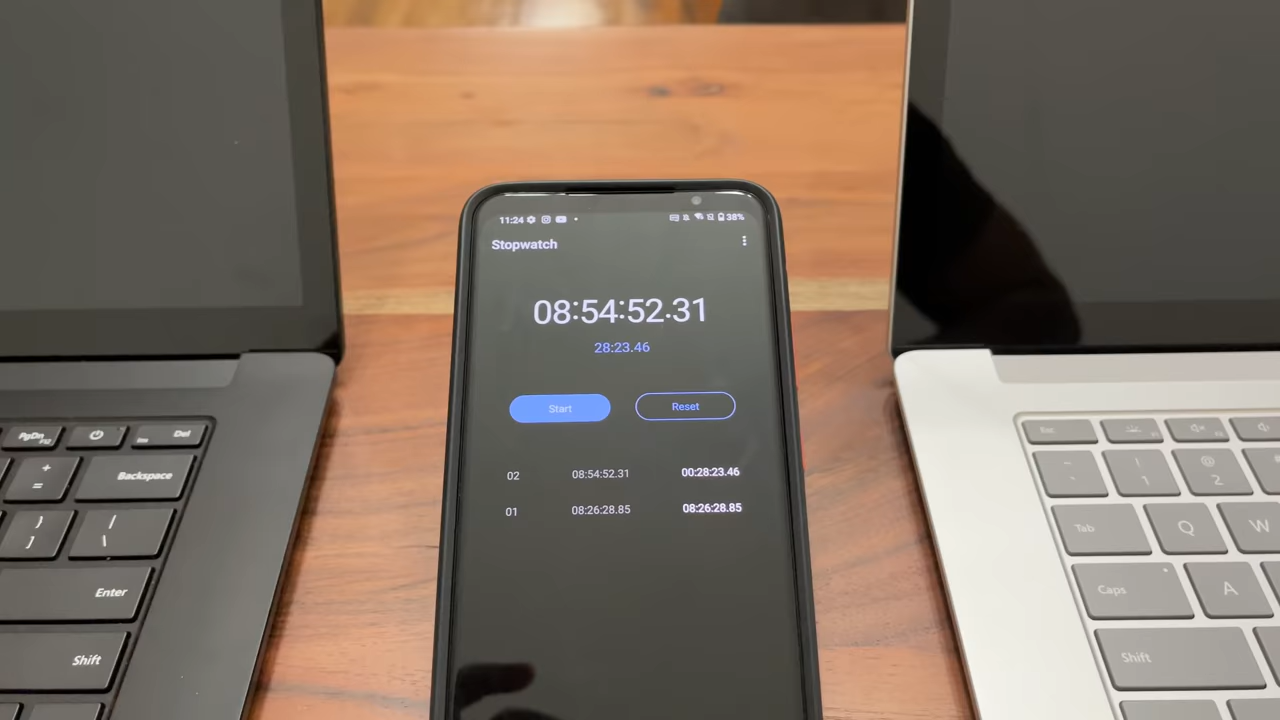 11:24
38%
Stopwatch
08:54:52.31
28:23.46
Start
Reset
02 08:54:52.31 00:28:23.46
01 08:26:28.85 08:26:28.85
PgDn F12
Ins Del
+
=
Backspace
}
]
|
\
Enter
Shift
Esc
~
!
1
@
2
Tab
Q
W
Caps
A
Shift